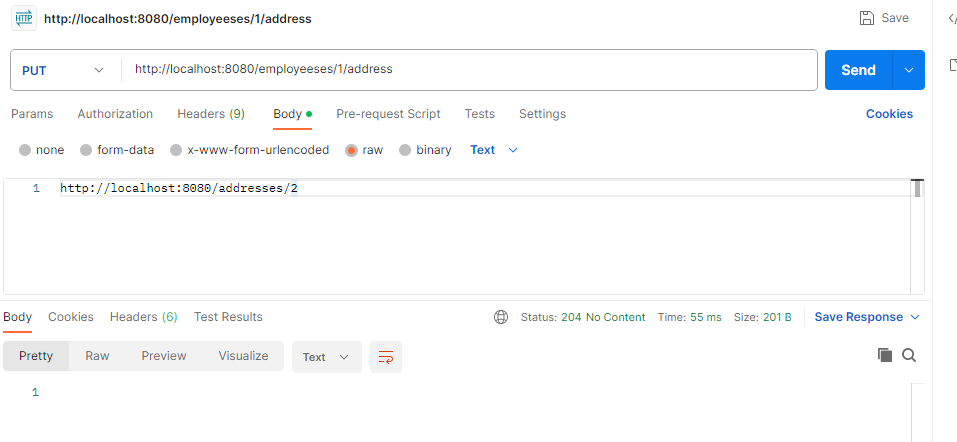 HTTP http://localhost:8080/employeeses/1/address Save
PUT http://localhost:8080/employeeses/1/address Send
Params Authorization Headers (9) Body Pre-request Script Tests Settings Cookies
none form-data x-www-form-urlencoded raw binary Text
1 http://localhost:8080/addresses/2
Body Cookies Headers (6) Test Results Status: 204 No Content Time: 55 ms Size: 201 B Save Response
Pretty Raw Preview Visualize Text
1